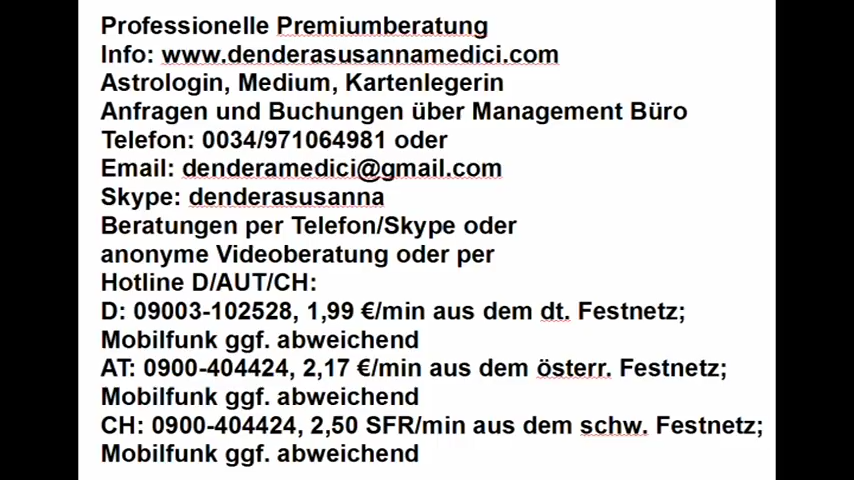 Professionelle Premiumberatung
Info: www.denderasusannamedici.com
Astrologin, Medium, Kartenlegerin
Anfragen und Buchungen über Management Büro
Telefon: 0034/971064981 oder
Email: denderamedici@gmail.com
Skype: denderasusanna
Beratungen per Telefon/Skype oder
anonyme Videoberatung oder per
Hotline D/AUT/CH:
D: 09003-102528, 1,99 €/min aus dem dt. Festnetz;
Mobilfunk ggf. abweichend
AT: 0900-404424, 2,17 €/min aus dem österr. Festnetz;
Mobilfunk ggf. abweichend
CH: 0900-404424, 2,50 SFR/min aus dem schw. Festnetz;
Mobilfunk ggf. abweichend